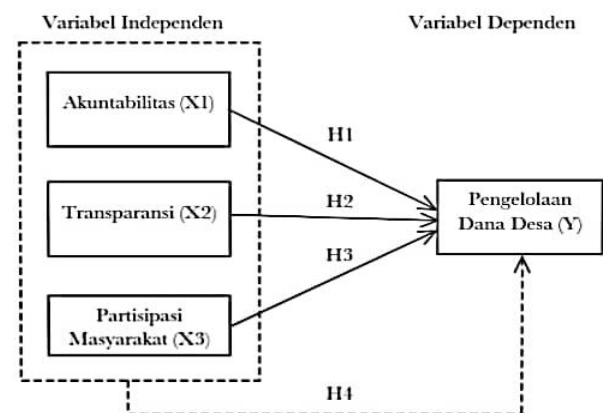 Variabel Independen
Variabel Dependen
Akuntabilitas (X1)
H1
Transparansi (X2)
H2
Pengelolaan
Dana Desa (Y)
H3
Partisipasi
Masyarakat (X3)
H4